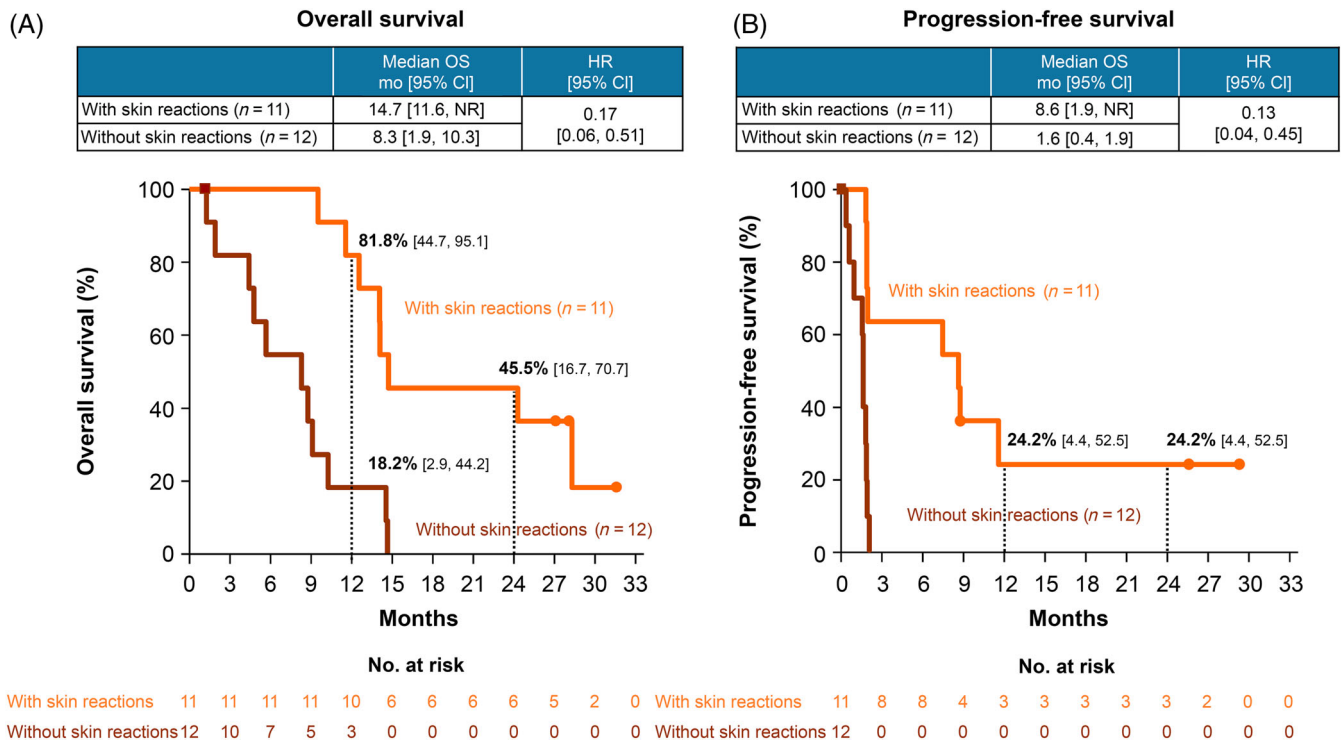 (A)
Overall survival
Median OS
mo [95% CI]
HR
[95% CI]
With skin reactions (n = 11)
14.7 [11.6, NR]
0.17
[0.06, 0.51]
Without skin reactions (n = 12)
8.3 [1.9, 10.3]
Overall survival (%)
100
80
60
40
20
0
81.8% [44.7, 95.1]
With skin reactions (n = 11)
45.5% [16.7, 70.7]
18.2% [2.9, 44.2]
Without skin reactions (n = 12)
0 3 6 9 12 15 18 21 24 27 30 33
Months
No. at risk
With skin reactions 11 11 11 11 10 6 6 6 6 5 2 0
Without skin reactions 12 10 7 5 3 0 0 0 0 0 0 0
(B)
Progression-free survival
Median OS
mo [95% CI]
HR
[95% CI]
With skin reactions (n = 11)
8.6 [1.9, NR]
0.13
[0.04, 0.45]
Without skin reactions (n = 12)
1.6 [0.4, 1.9]
Progression-free survival (%)
100
80
60
40
20
0
With skin reactions (n = 11)
24.2% [4.4, 52.5]
24.2% [4.4, 52.5]
Without skin reactions (n = 12)
0 3 6 9 12 15 18 21 24 27 30 33
Months
No. at risk
With skin reactions 11 8 8 4 3 3 3 3 3 2 0 0
Without skin reactions 12 0 0 0 0 0 0 0 0 0 0 0